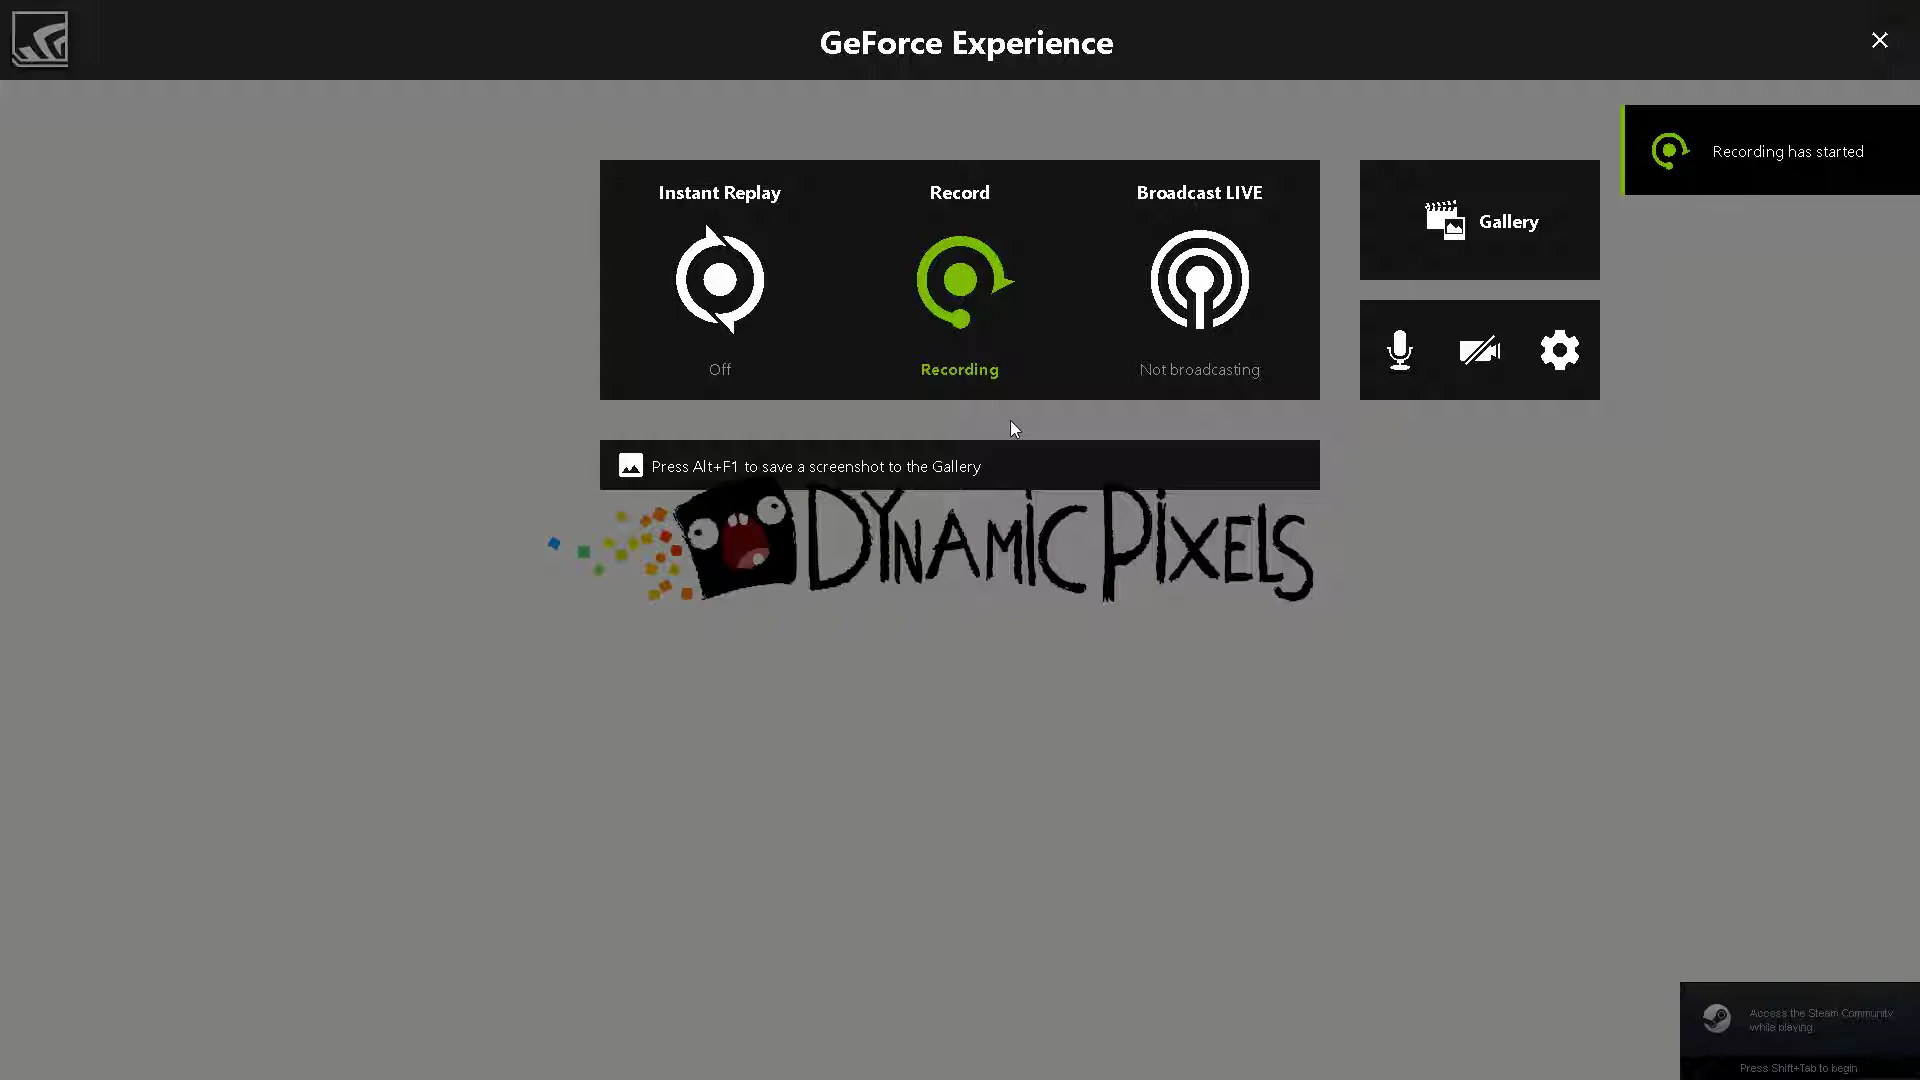 GeForce Experience
Recording has started
Instant Replay
Record
Broadcast LIVE
Gallery
Off
Recording
Not broadcasting
Press Alt+F1 to save a screenshot to the Gallery
DYNAMIC PIXELS
Access the Steam Community
while playing.
Press Shift+Tab to begin